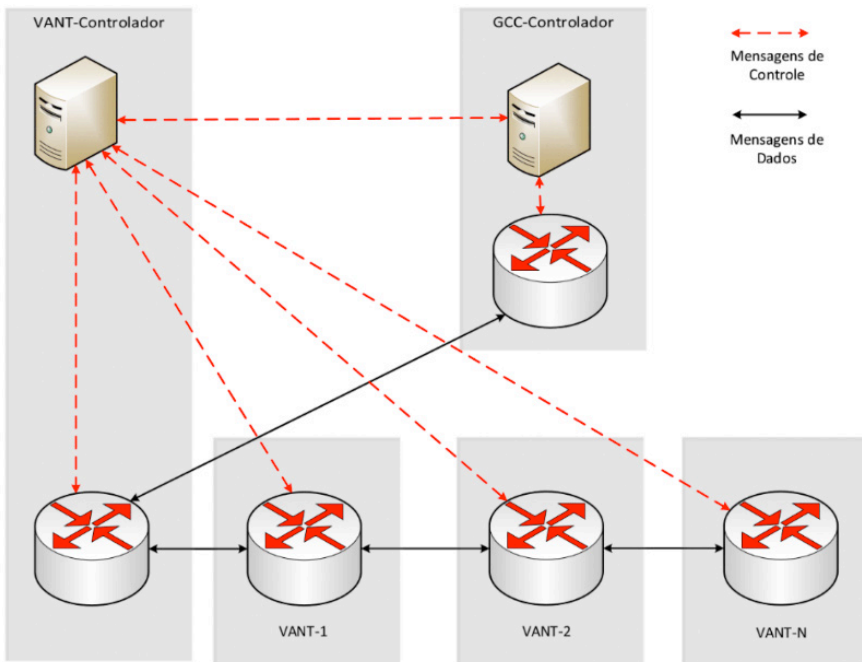 VANT-Controlador
GCC-Controlador
Mensagens de
Controle
Mensagens de
Dados
VANT-1
VANT-2
VANT-N